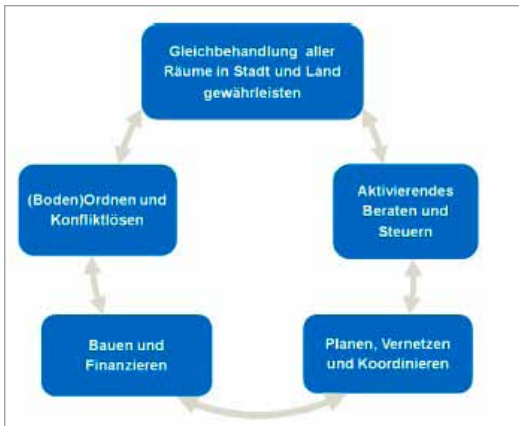 Gleichbehandlung aller
Räume in Stadt und Land
gewährleisten
(Boden)Ordnen und
Konfliktlösen
Aktivierendes
Beraten und
Steuern
Bauen und
Finanzieren
Planen, Vernetzen
und Koordinieren